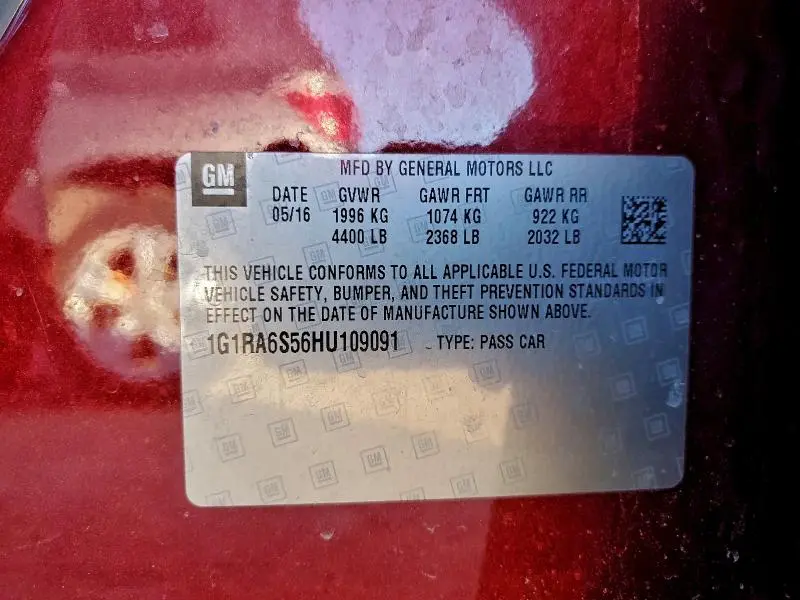 GM
MFD BY GENERAL MOTORS LLC
DATE GVWR GAWR FRT GAWR RR
05/16 1996 KG 1074 KG 922 KG
4400 LB 2368 LB 2032 LB
THIS VEHICLE CONFORMS TO ALL APPLICABLE U.S. FEDERAL MOTOR
VEHICLE SAFETY, BUMPER, AND THEFT PREVENTION STANDARDS IN
EFFECT ON THE DATE OF MANUFACTURE SHOWN ABOVE.
1G1RA6S56HU109091 TYPE: PASS CAR